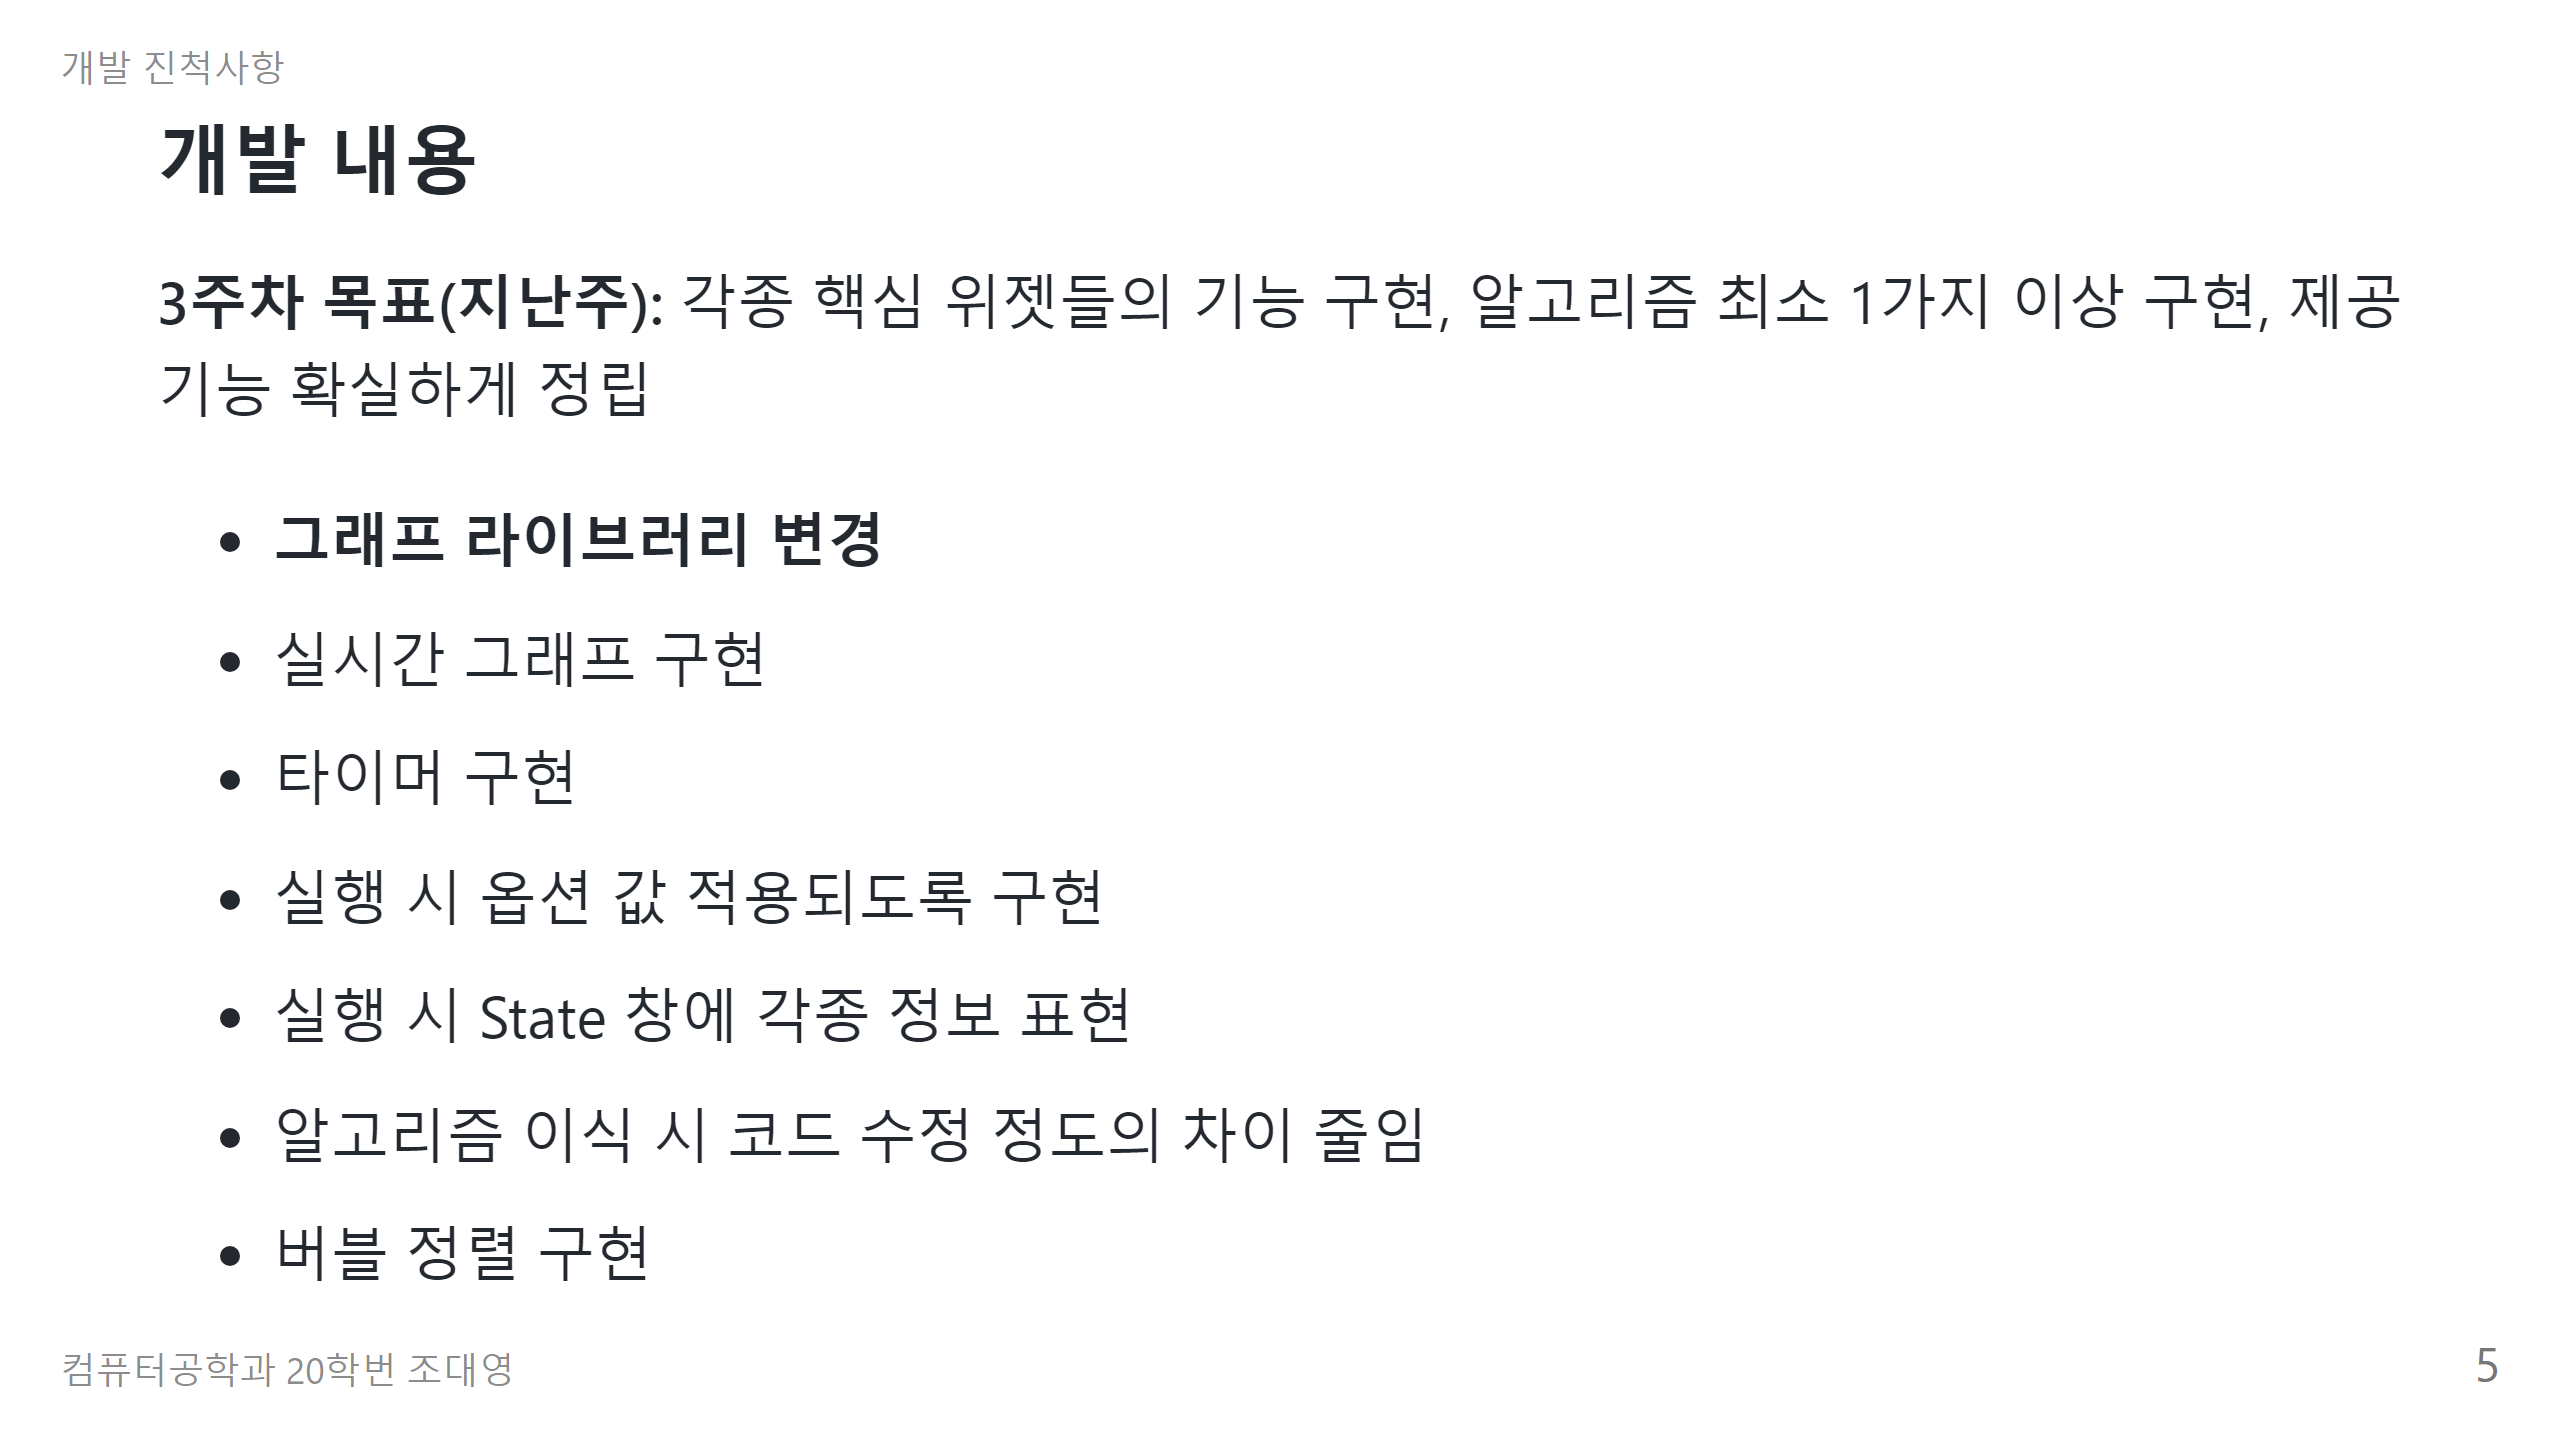 개발 진척사항
개발 내용
3주차 목표(지난주): 각종 핵심 위젯들의 기능 구현, 알고리즘 최소 1가지 이상 구현, 제공
기능 확실하게 정립
• 그래프 라이브러리 변경
• 실시간 그래프 구현
• 타이머 구현
• 실행 시 옵션 값 적용되도록 구현
• 실행 시 State 창에 각종 정보 표현
• 알고리즘 이식 시 코드 수정 정도의 차이 줄임
• 버블 정렬 구현
컴퓨터공학과 20학번 조대영
5